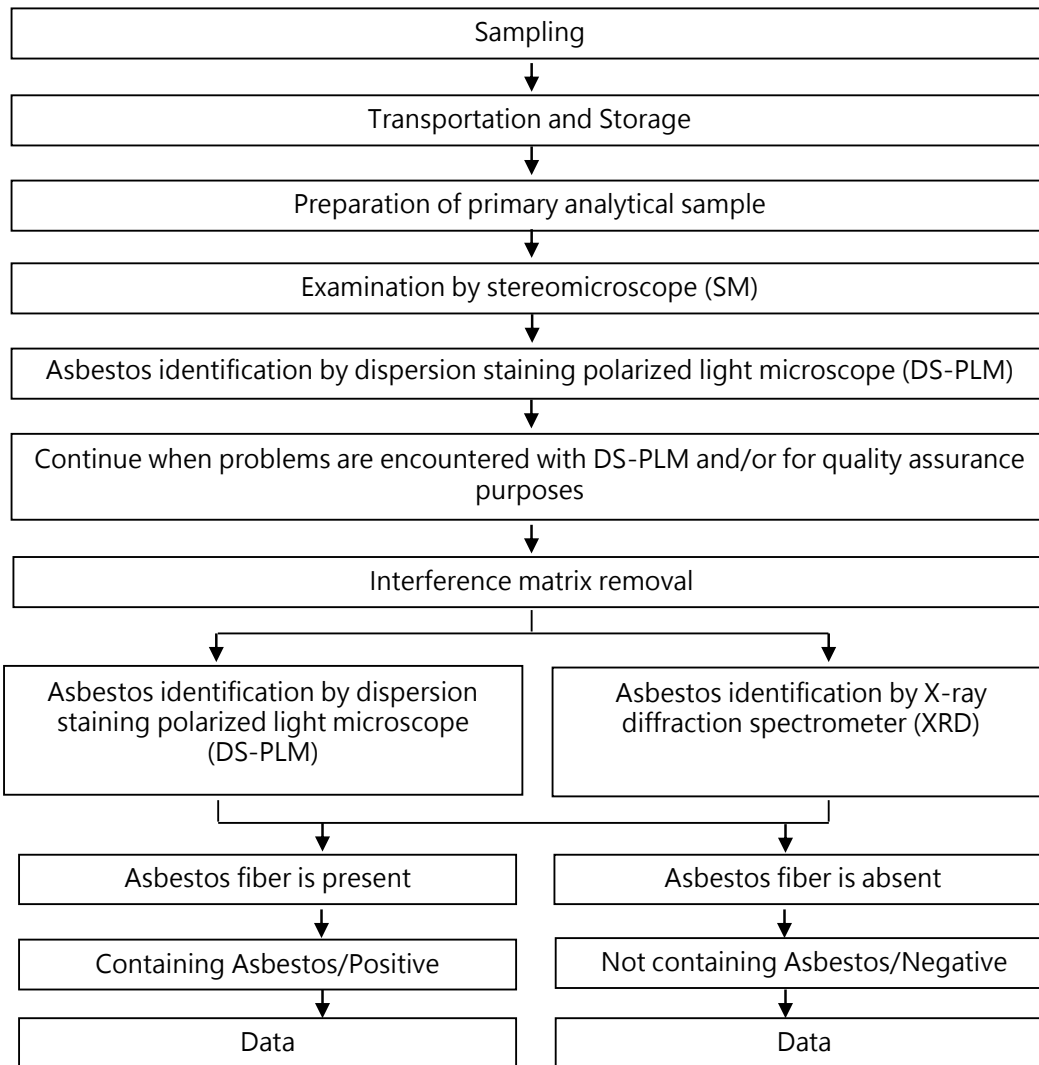 Sampling
Transportation and Storage
Preparation of primary analytical sample
Examination by stereomicroscope (SM)
Asbestos identification by dispersion staining polarized light microscope (DS-PLM)
Continue when problems are encountered with DS-PLM and/or for quality assurance
purposes
Interference matrix removal
Asbestos identification by dispersion
staining polarized light microscope
(DS-PLM)
Asbestos identification by X-ray
diffraction spectrometer (XRD)
Asbestos fiber is present
Asbestos fiber is absent
Containing Asbestos/Positive
Not containing Asbestos/Negative
Data
Data